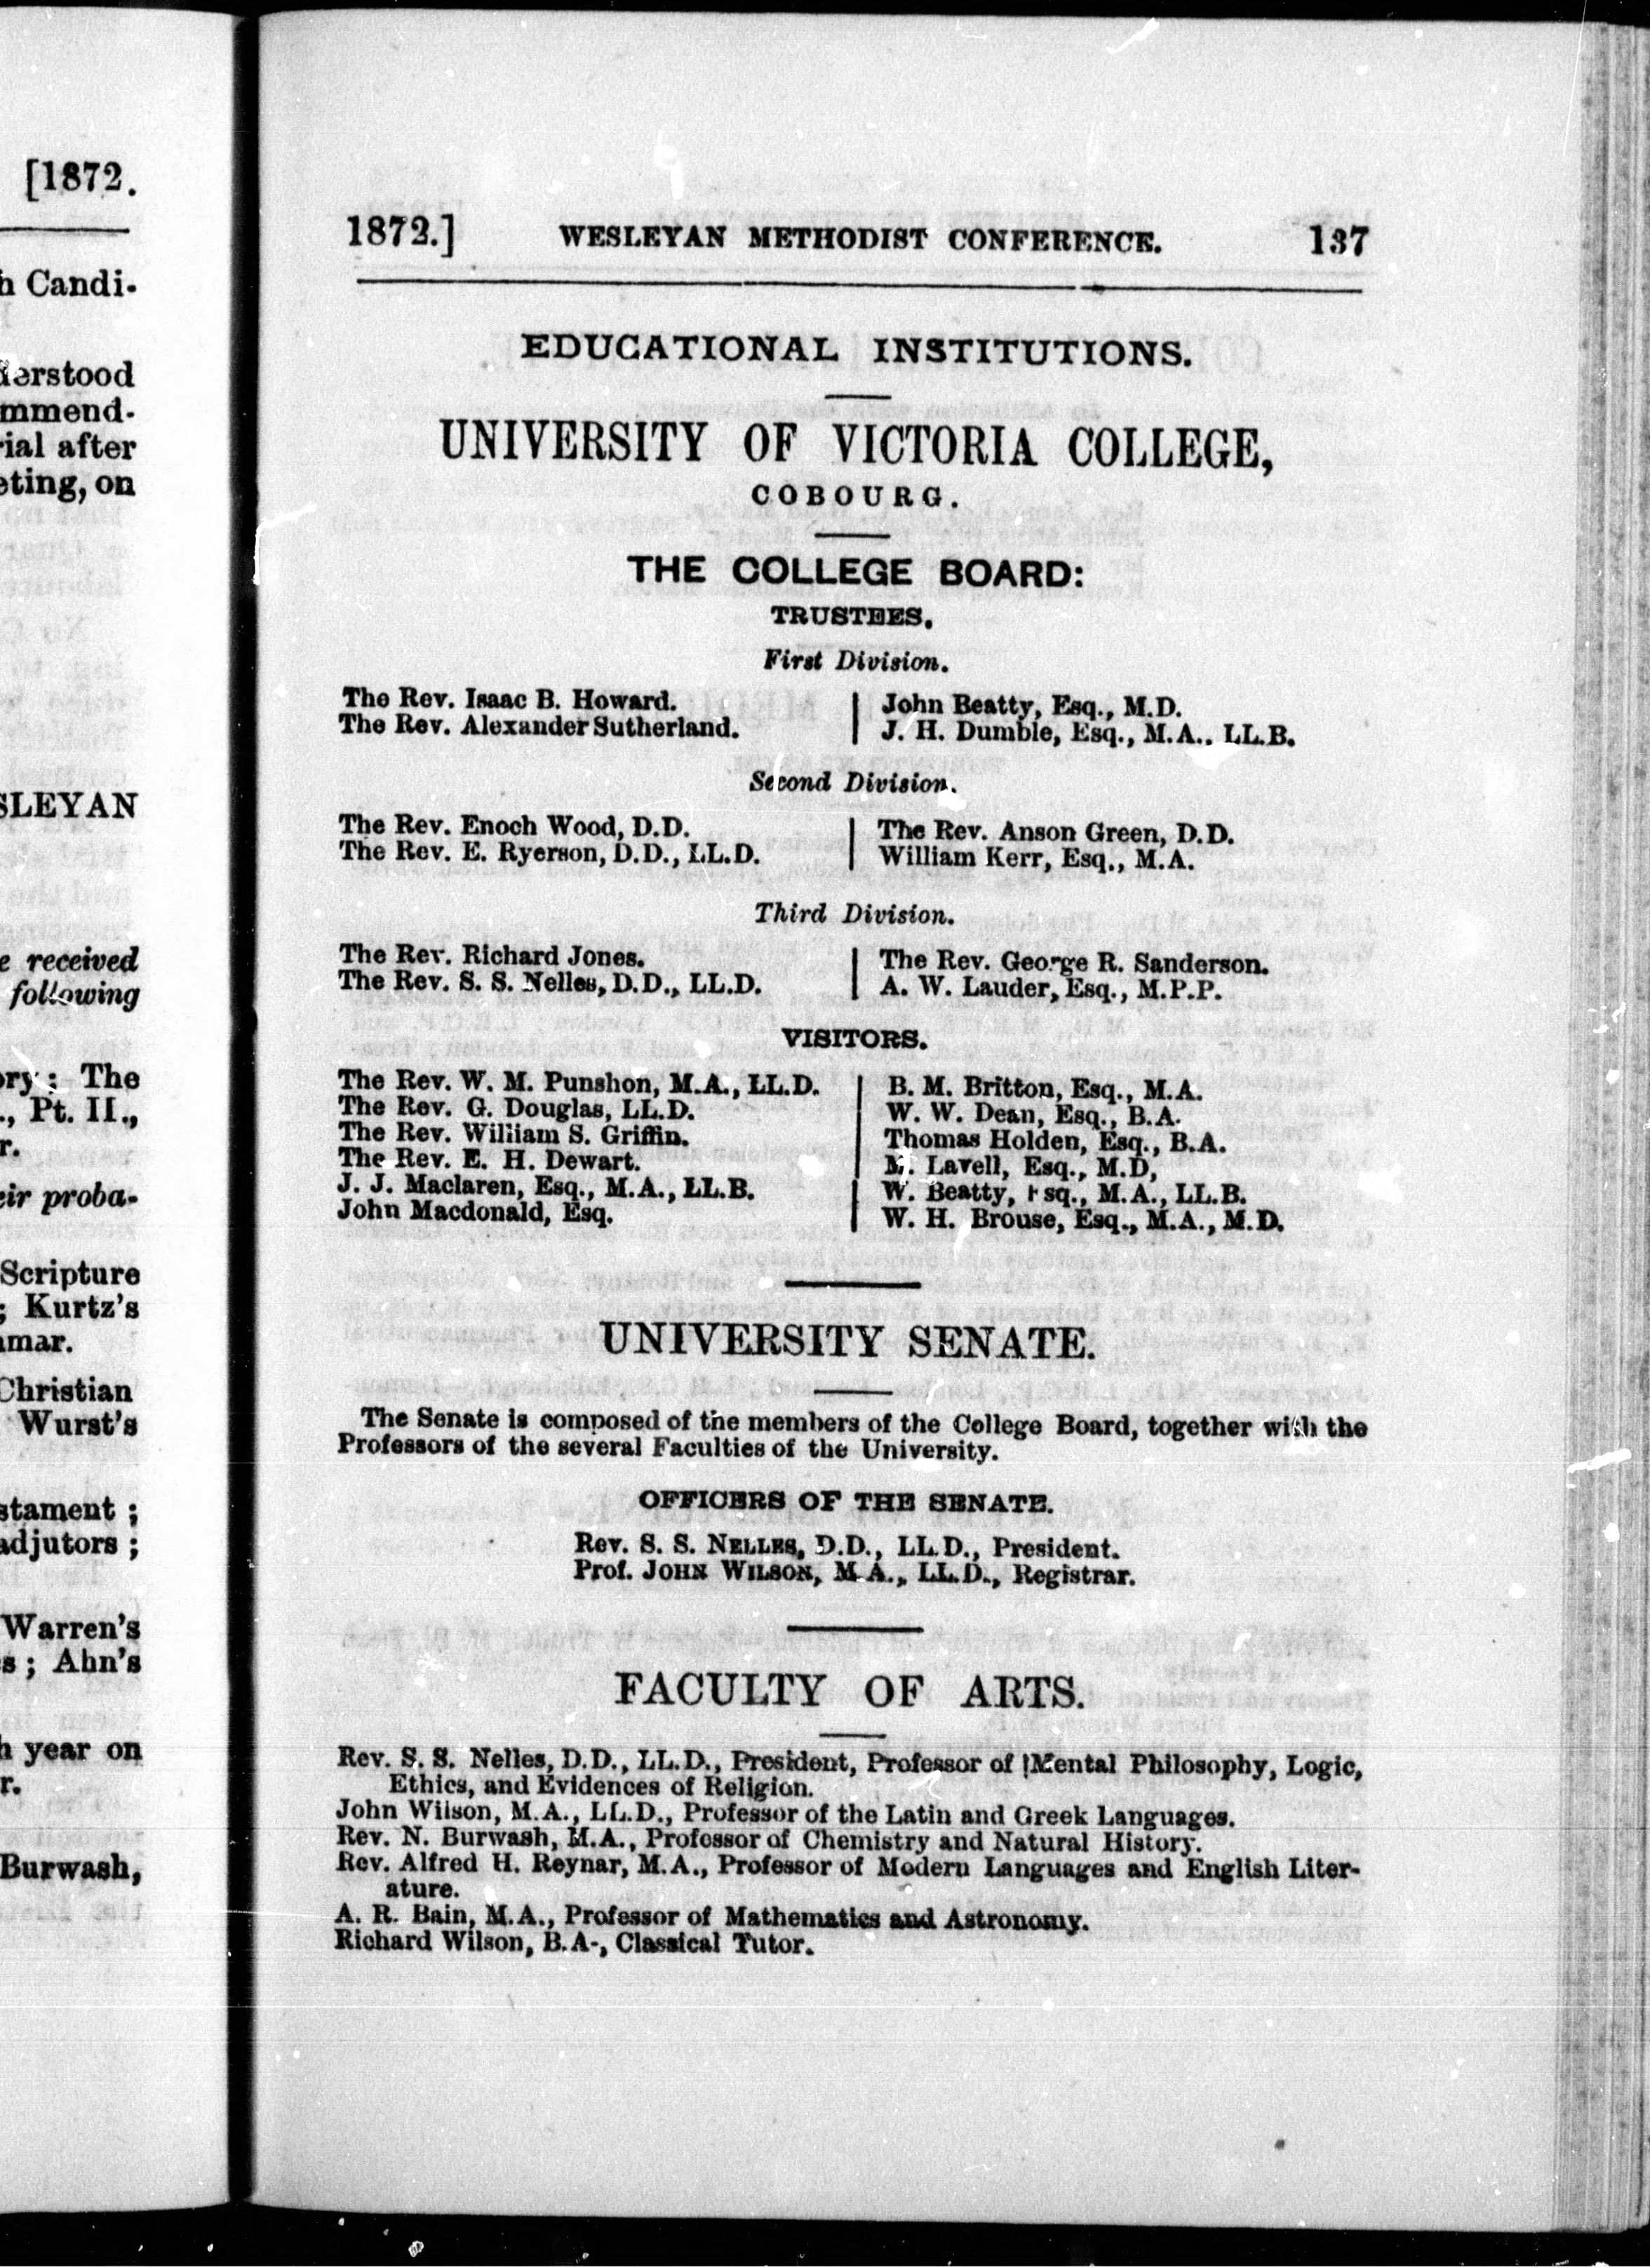 [1872.
h Candi-
derstood
mmend-
rial after
eting, on
SLEYAN
e received
following
ory; The
., Pt. II.,
r.
eir proba-
Scripture
; Kurtz's
mar.
Christian
Wurst's
stament ;
adjutors ;
Warren's
s ; Ahn's
h year on
r.
Burwash,
1872.] WESLEYAN METHODIST CONFERENCE. 137
EDUCATIONAL INSTITUTIONS.
UNIVERSITY OF VICTORIA COLLEGE,
COBOURG.
THE COLLEGE BOARD:
TRUSTEES.
First Division.
The Rev. Isaac B. Howard.
The Rev. Alexander Sutherland.
John Beatty, Esq., M.D.
J. H. Dumble, Esq., M.A., LL.B.
Second Division.
The Rev. Enoch Wood, D.D.
The Rev. E. Ryerson, D.D., LL.D.
The Rev. Anson Green, D.D.
William Kerr, Esq., M.A.
Third Division.
The Rev. Richard Jones.
The Rev. S. S. Nelles, D.D., LL.D.
The Rev. George R. Sanderson.
A. W. Lauder, Esq., M.P.P.
VISITORS.
The Rev. W. M. Punshon, M.A., LL.D.
The Rev. G. Douglas, LL.D.
The Rev. William S. Griffin.
The Rev. E. H. Dewart.
J. J. Maclaren, Esq., M.A., LL.B.
John Macdonald, Esq.
B. M. Britton, Esq., M.A.
W. W. Dean, Esq., B.A.
Thomas Holden, Esq., B.A.
M. Lavell, Esq., M.D,
W. Beatty, Esq., M.A., LL.B.
W. H. Brouse, Esq., M.A., M.D.
UNIVERSITY SENATE.
The Senate is composed of the members of the College Board, together with the
Professors of the several Faculties of the University.
OFFICERS OF THE SENATE.
Rev. S. S. NELLES, D.D., LL.D., President.
Prof. JOHN WILSON, M.A., LL.D., Registrar.
FACULTY OF ARTS.
Rev. S. S. Nelles, D.D., LL.D., President, Professor of Mental Philosophy, Logic,
Ethics, and Evidences of Religion.
John Wilson, M.A., LL.D., Professor of the Latin and Greek Languages.
Rev. N. Burwash, M.A., Professor of Chemistry and Natural History.
Rev. Alfred H. Reynar, M.A., Professor of Modern Languages and English Liter-
ature.
A. R. Bain, M.A., Professor of Mathematics and Astronomy.
Richard Wilson, B.A-, Classical Tutor.